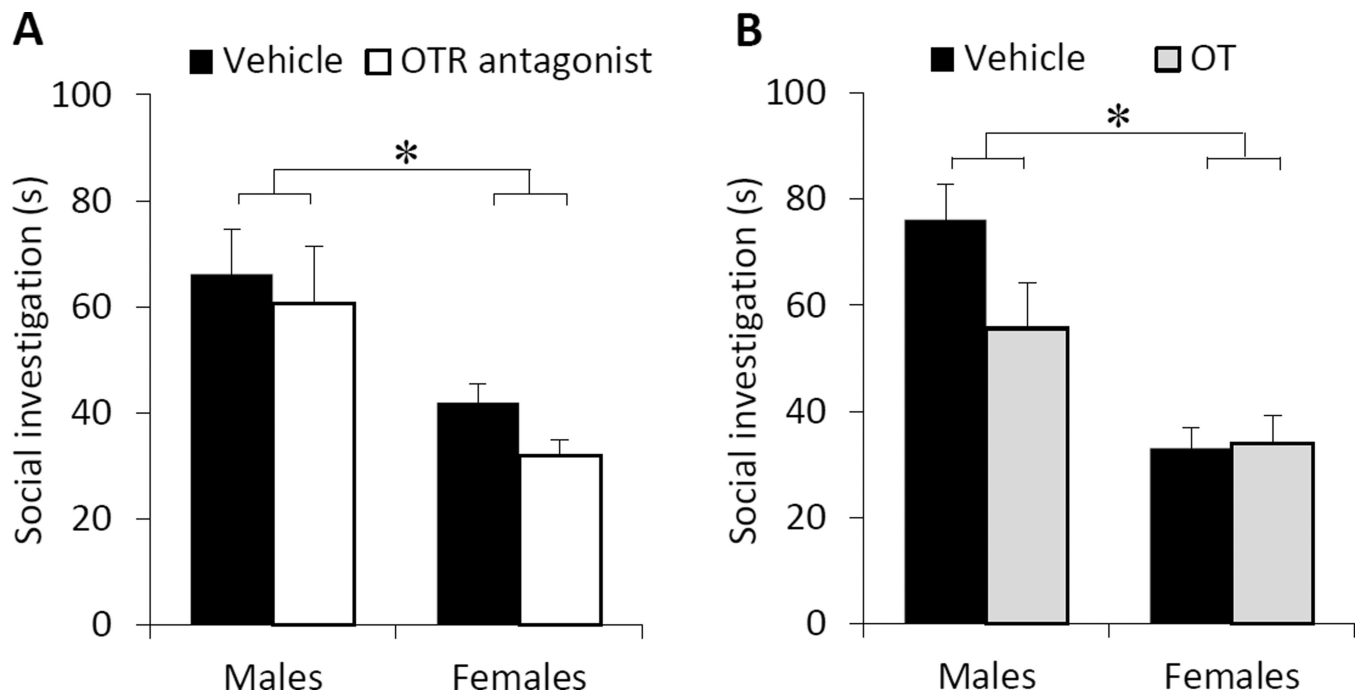 A
Vehicle OTR antagonist
Social investigation (s)
100
80
60
40
20
0
*
Males Females
B
Vehicle OT
Social investigation (s)
100
80
60
40
20
0
*
Males Females